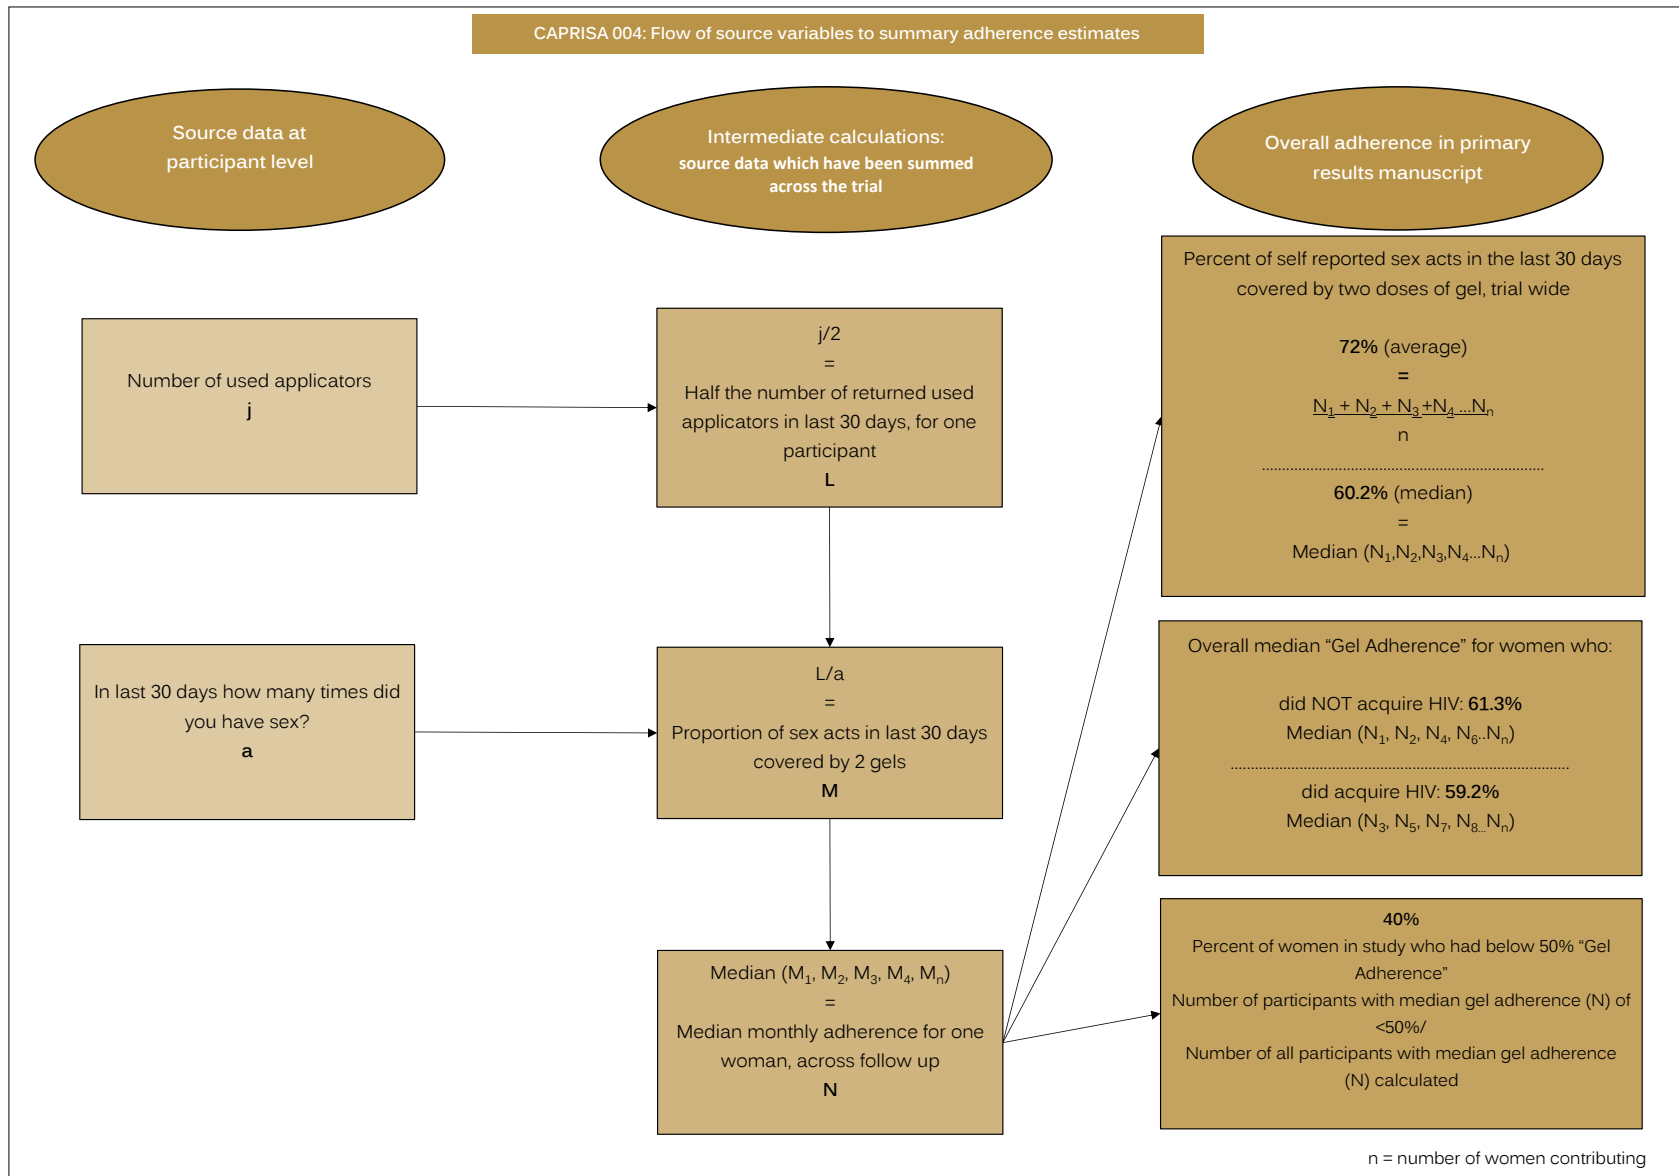 CAPRISA 004: Flow of source variables to summary adherence estimates
Source data at
participant level
Intermediate calculations:
source data which have been summed
across the trial
Overall adherence in primary
results manuscript
Number of used applicators
j
j/2
=
Half the number of returned used
applicators in last 30 days, for one
participant
L
In last 30 days how many times did
you have sex?
a
L/a
=
Proportion of sex acts in last 30 days
covered by 2 gels
M
Median (M₁, M₂, M₃, M₄, Mₙ)
=
Median monthly adherence for one
woman, across follow up
N
Percent of self reported sex acts in the last 30 days
covered by two doses of gel, trial wide
72% (average)
=
N₁ + N₂ + N₃ +N₄ ...Nₙ
n
......................................................................
60.2% (median)
=
Median (N₁,N₂,N₃,N₄...Nₙ)
Overall median “Gel Adherence” for women who:
did NOT acquire HIV: 61.3%
Median (N₁, N₂, N₄, N₆..Nₙ)
....................................................................................
did acquire HIV: 59.2%
Median (N₃, N₅, N₇, N₈...Nₙ)
40%
Percent of women in study who had below 50% “Gel
Adherence”
Number of participants with median gel adherence (N) of
<50%/
Number of all participants with median gel adherence
(N) calculated
n = number of women contributing